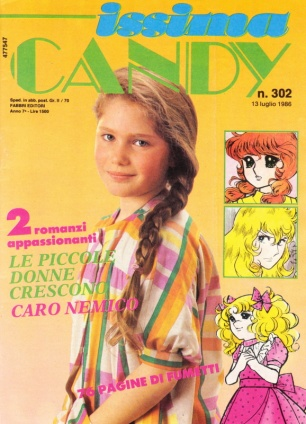 issima
CANDY
477547
Sped. in abb. post. Gr. II / 70
FABBRI EDITORI
Anno 7° - Lire 1500
n. 302
13 luglio 1986
2 romanzi
appassionanti
LE PICCOLE
DONNE
CRESCONO
CARO NEMICO
PAGINE DI FUMETTI